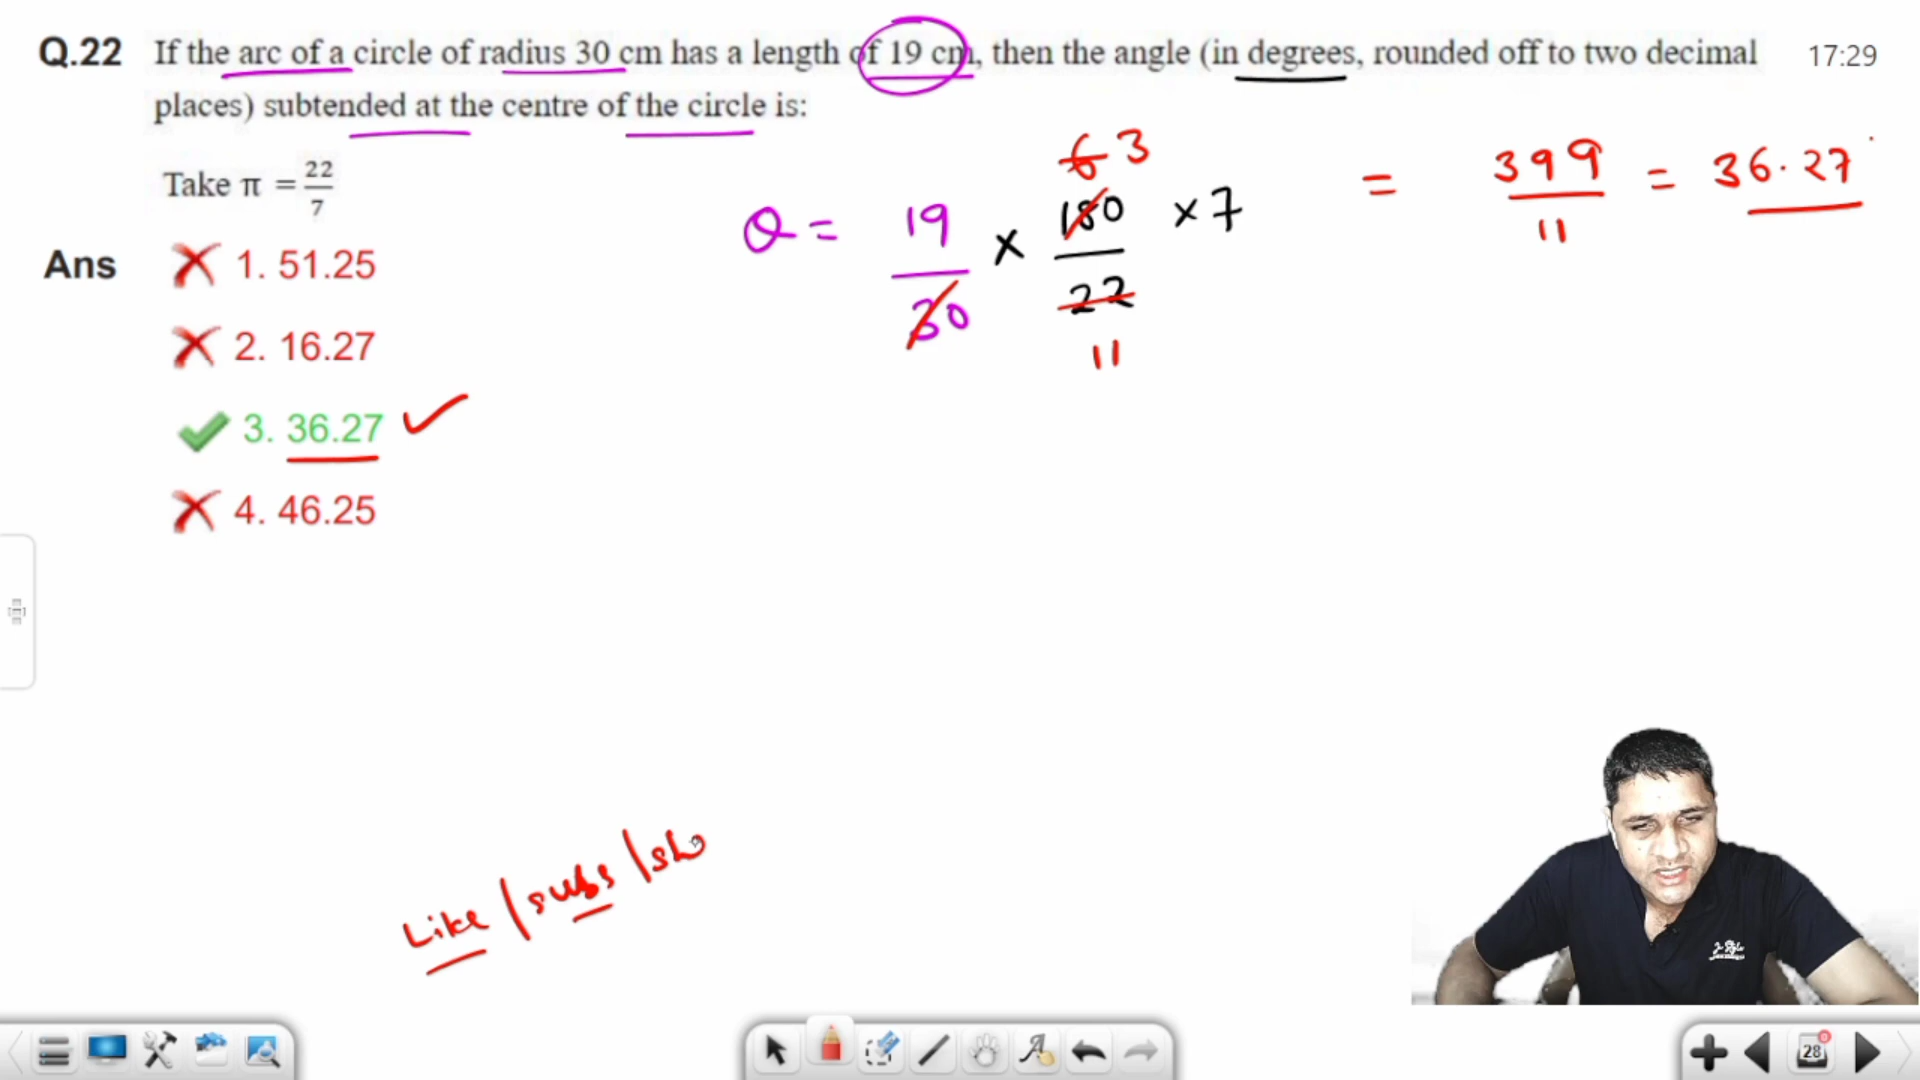 Q.22 If the arc of a circle of radius 30 cm has a length of 19 cm, then the angle (in degrees, rounded off to two decimal 17:29
places) subtended at the centre of the circle is:
Take π = 22/7
Ans 1. 51.25
2. 16.27
3. 36.27
4. 46.25
θ = 19/30 × 180/22 × 7 = 399/11 = 36.27
6 3
11
Like / subs / sh
28